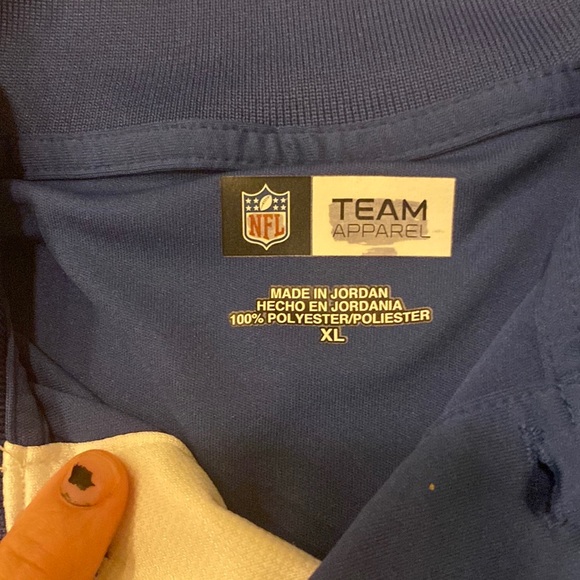 NFL
TEAM
APPAREL
MADE IN JORDAN
HECHO EN JORDANIA
100% POLYESTER/POLIESTER
XL